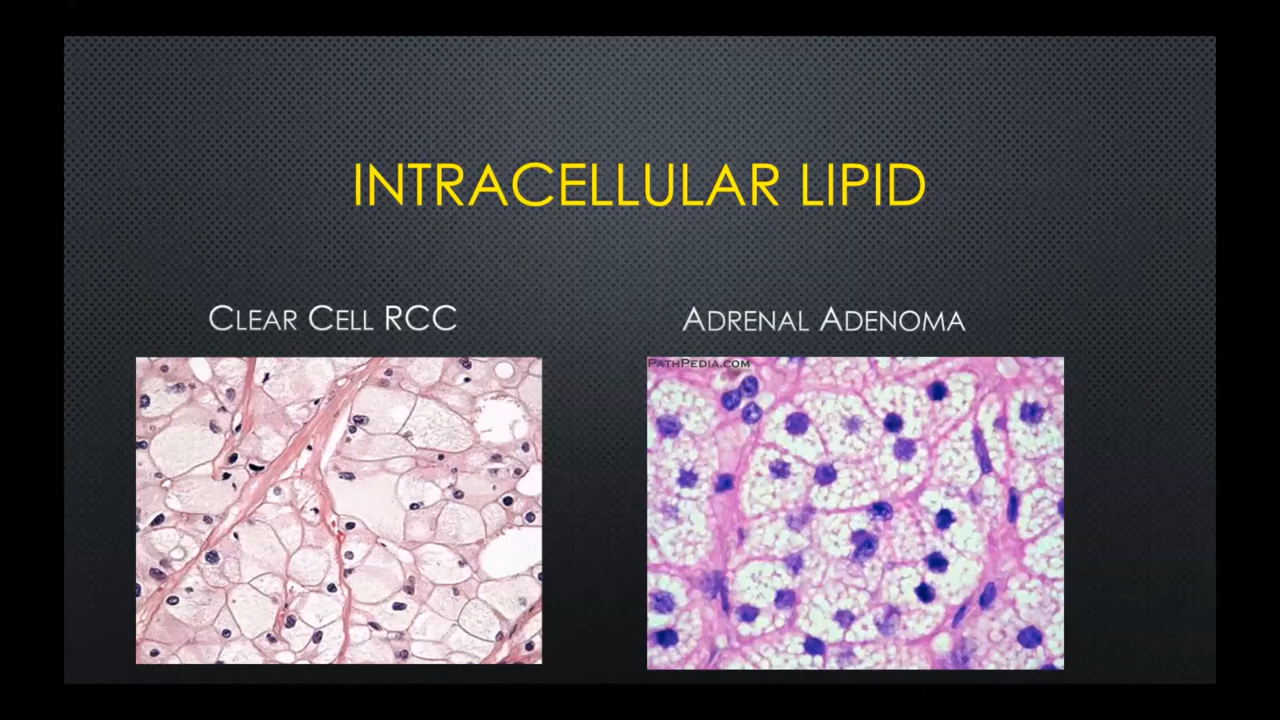 INTRACELLULAR LIPID
CLEAR CELL RCC
ADRENAL ADENOMA
PATHPEDIA.COM